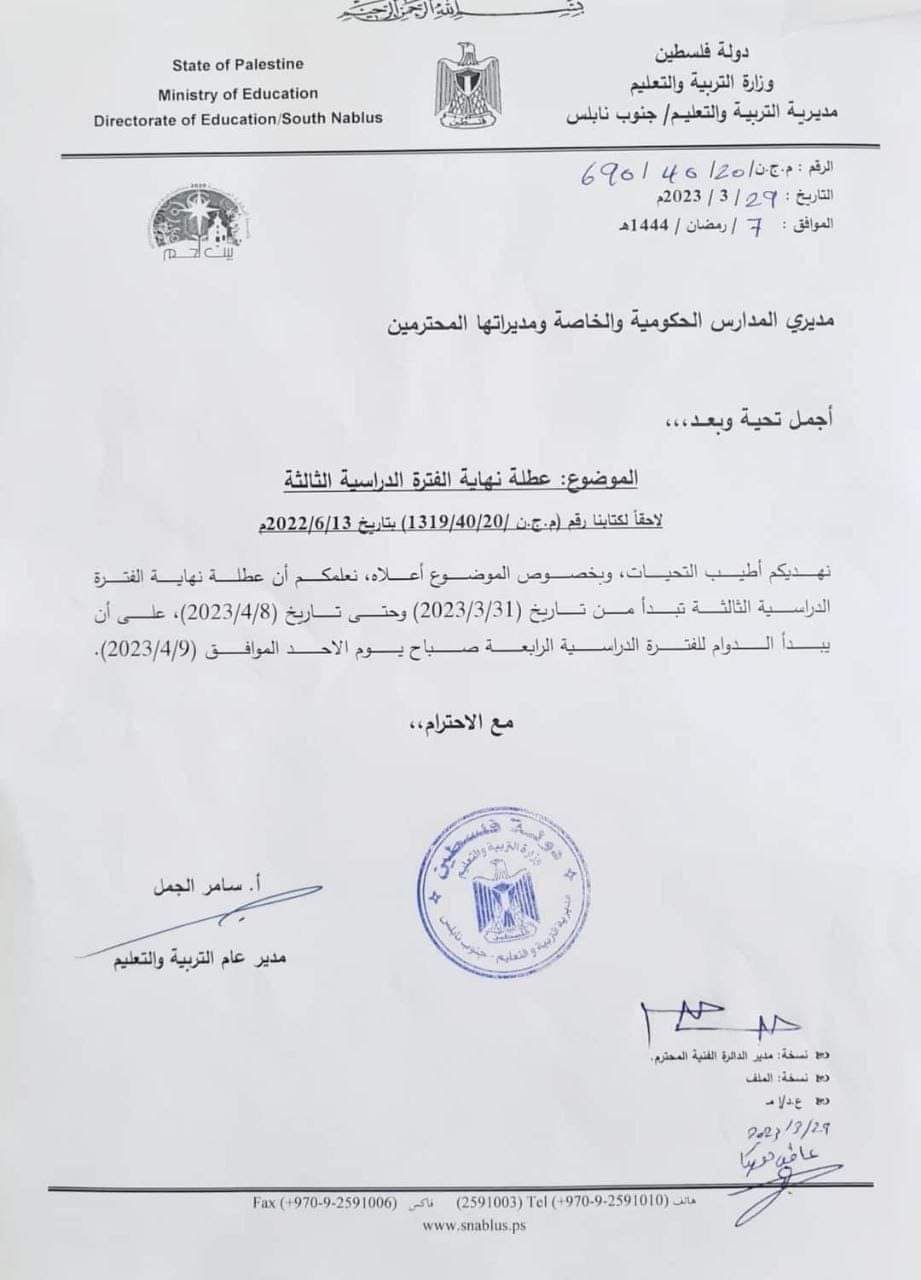 بسم الله الرحمن الرحيم
State of Palestine
Ministry of Education
Directorate of Education/South Nablus
دولة فلسطين
وزارة التربية والتعليم
مديرية التربية والتعليم/ جنوب نابلس
فلسطين
الرقم : م.ج.ن/20/ 40 /690
التاريخ : 29/ 3 / 2023م
الموافق : 7 / رمضان / 1444هـ
2020
بيت لحم
مديري المدارس الحكومية والخاصة ومديراتها المحترمين
أجمل تحية وبعد،،،
الموضوع: عطلة نهاية الفترة الدراسية الثالثة
لاحقاً لكتابنا رقم (م.ج.ن /1319/40/20) بتاريخ 2022/6/13م
نهديكم أطيب التحيات، وبخصوص الموضوع أعلاه، نعلمكم أن عطلة نهاية الفترة
الدراسية الثالثة تبدأ من تاريخ (2023/3/31) وحتى تاريخ (2023/4/8)، على أن
يبدأ الدوام للفترة الدراسية الرابعة صباح يوم الاحد الموافق (2023/4/9).
مع الاحترام،،
دولة فلسطين
وزارة التربية والتعليم
فلسطين
مديرية التربية والتعليم - جنوب نابلس
أ. سامر الجمل
مدير عام التربية والتعليم
نسخة: مدير الدائرة الفنية المحترم.
نسخة: الملف
ع.د/أ.م
2023/3/29
هاتف Fax (+970-9-2591006) فاكس (2591003) Tel (+970-9-2591010)
www.snablus.ps